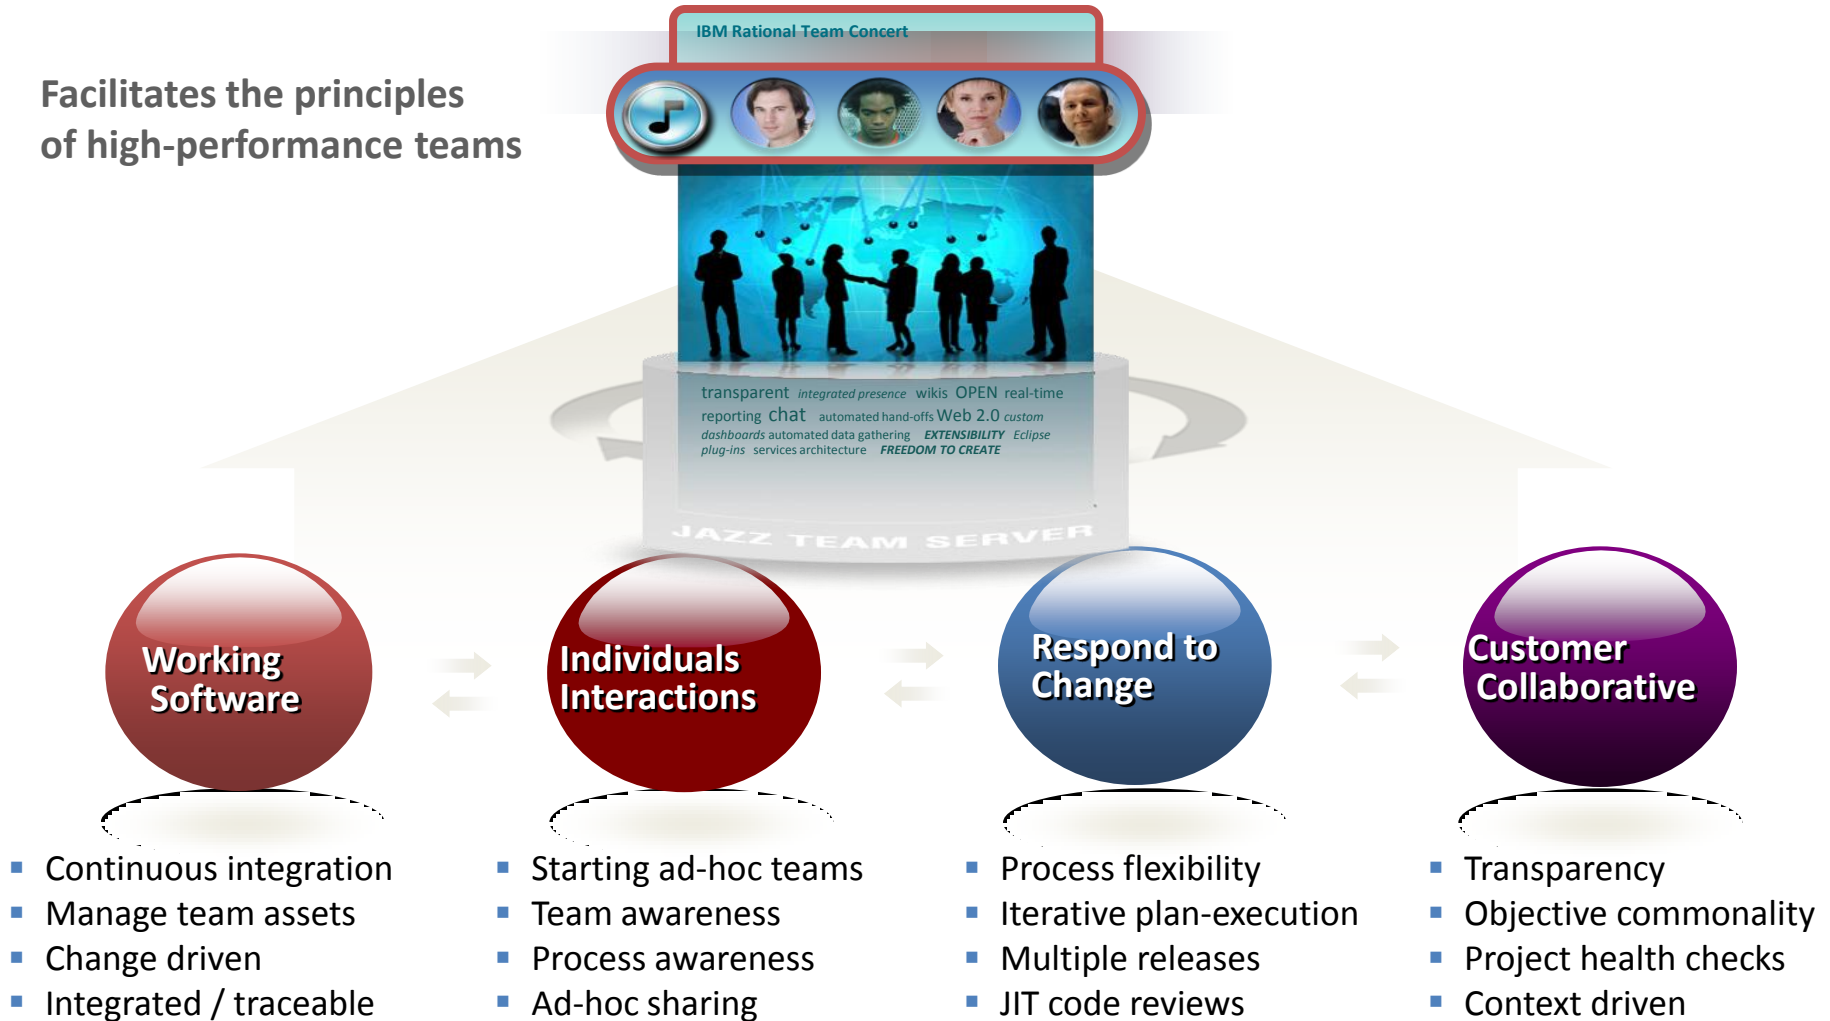 IBM Rational Team Concert
Facilitates the principles
of high-performance teams
transparent integrated presence wikis OPEN real-time
reporting chat automated hand-offs Web 2.0 custom
dashboards automated data gathering EXTENSIBILITY Eclipse
plug-ins services architecture FREEDOM TO CREATE
JAZZ TEAM SERVER
Working
Software
Individuals
Interactions
Respond to
Change
Customer
Collaborative
▪ Continuous integration
▪ Manage team assets
▪ Change driven
▪ Integrated / traceable
▪ Starting ad-hoc teams
▪ Team awareness
▪ Process awareness
▪ Ad-hoc sharing
▪ Process flexibility
▪ Iterative plan-execution
▪ Multiple releases
▪ JIT code reviews
▪ Transparency
▪ Objective commonality
▪ Project health checks
▪ Context driven